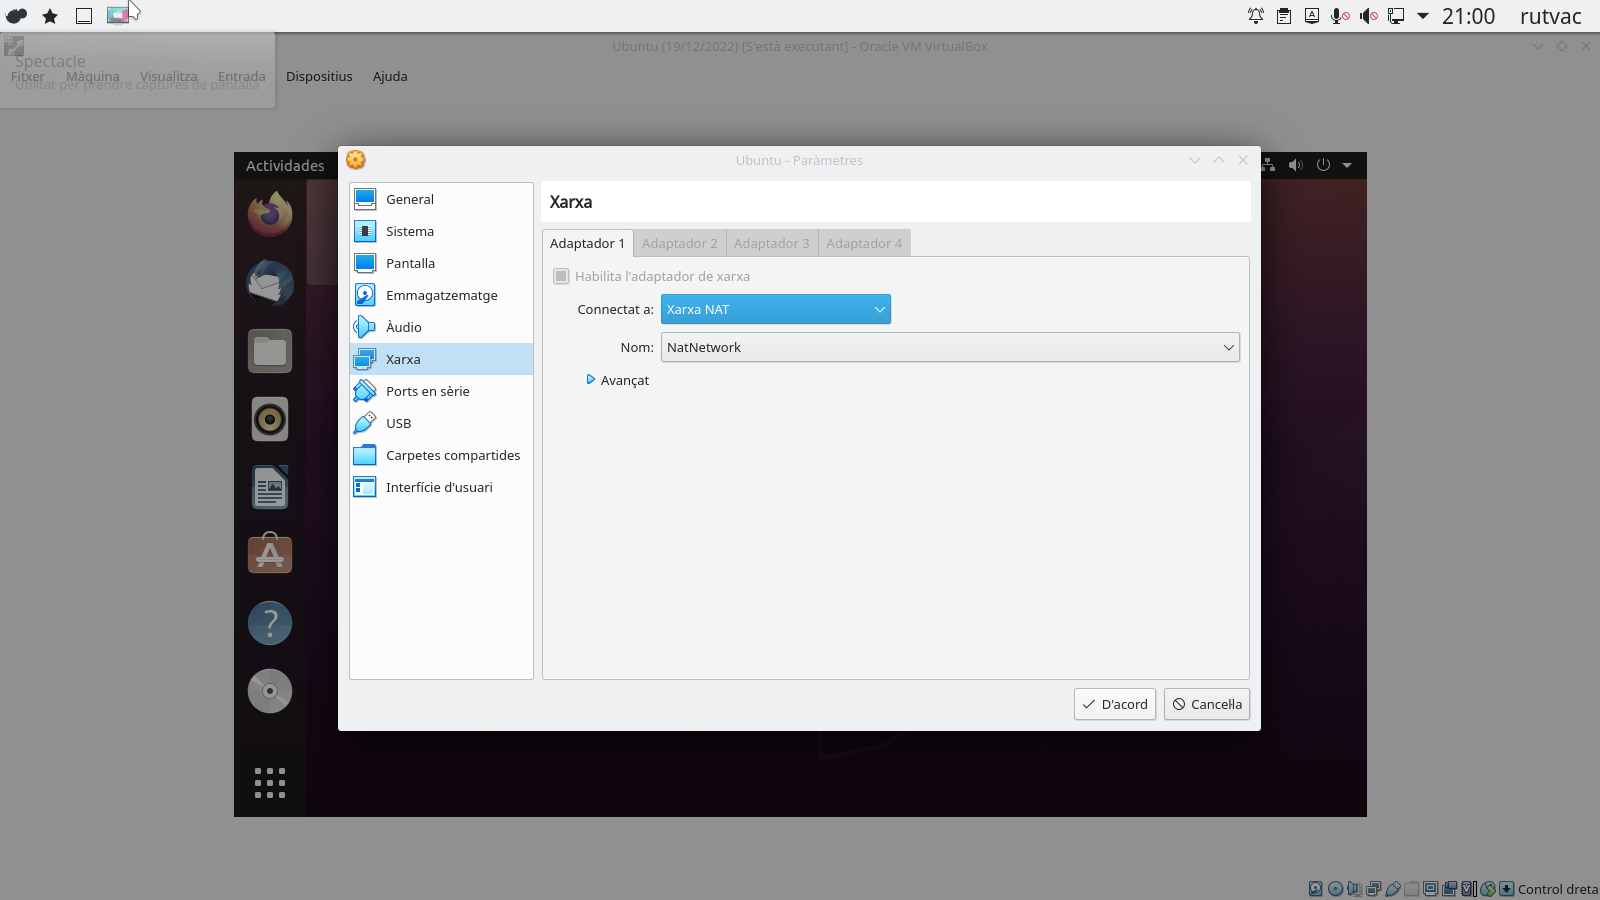 21:00
rutvac
Ubuntu (19/12/2022) [S'està executant] - Oracle VM VirtualBox
Spectacle
Utilitat per prendre captures de pantalla
Fitxer Màquina Visualitza Entrada Dispositius Ajuda
Actividades
Ubuntu - Paràmetres
General
Sistema
Pantalla
Emmagatzematge
Àudio
Xarxa
Ports en sèrie
USB
Carpetes compartides
Interfície d'usuari
Xarxa
Adaptador 1 Adaptador 2 Adaptador 3 Adaptador 4
Habilita l'adaptador de xarxa
Connectat a: Xarxa NAT
Nom: NatNetwork
Avançat
D'acord Canceŀla
Control dreta